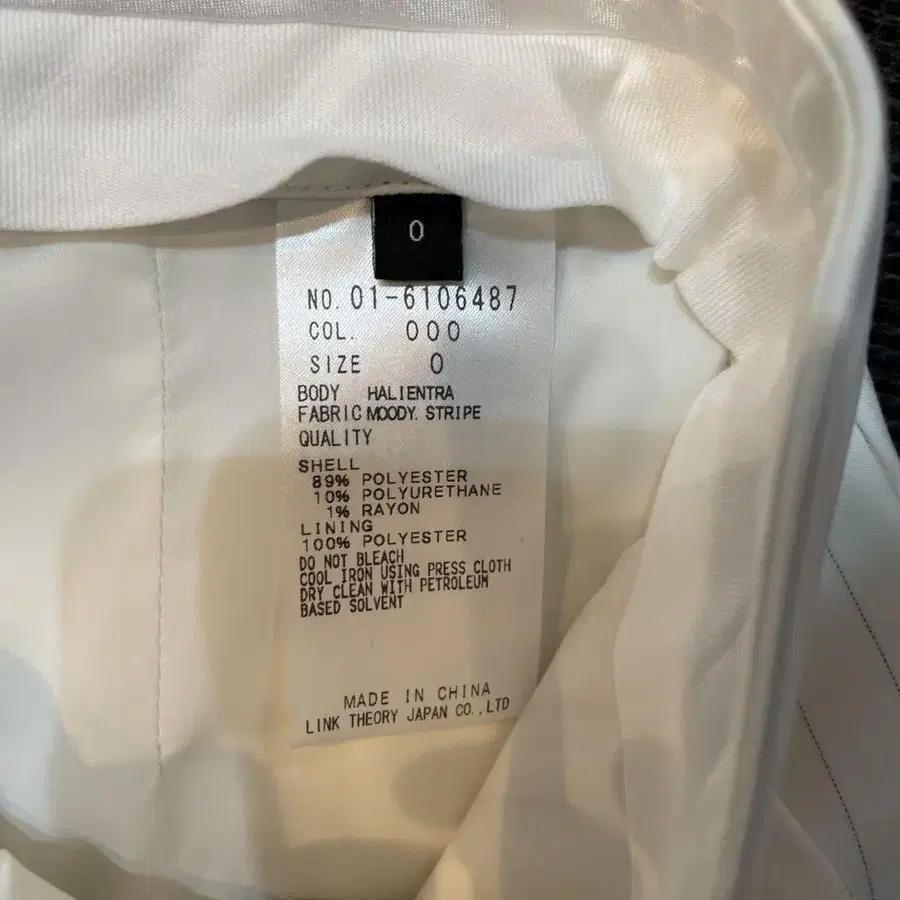 0
NO. 01-6106487
COL. 000
SIZE 0
BODY HALIENTRA
FABRIC MOODY. STRIPE
QUALITY
SHELL
89% POLYESTER
10% POLYURETHANE
1% RAYON
LINING
100% POLYESTER
DO NOT BLEACH
COOL IRON USING PRESS CLOTH
DRY CLEAN WITH PETROLEUM
BASED SOLVENT
MADE IN CHINA
LINK THEORY JAPAN CO.,LTD